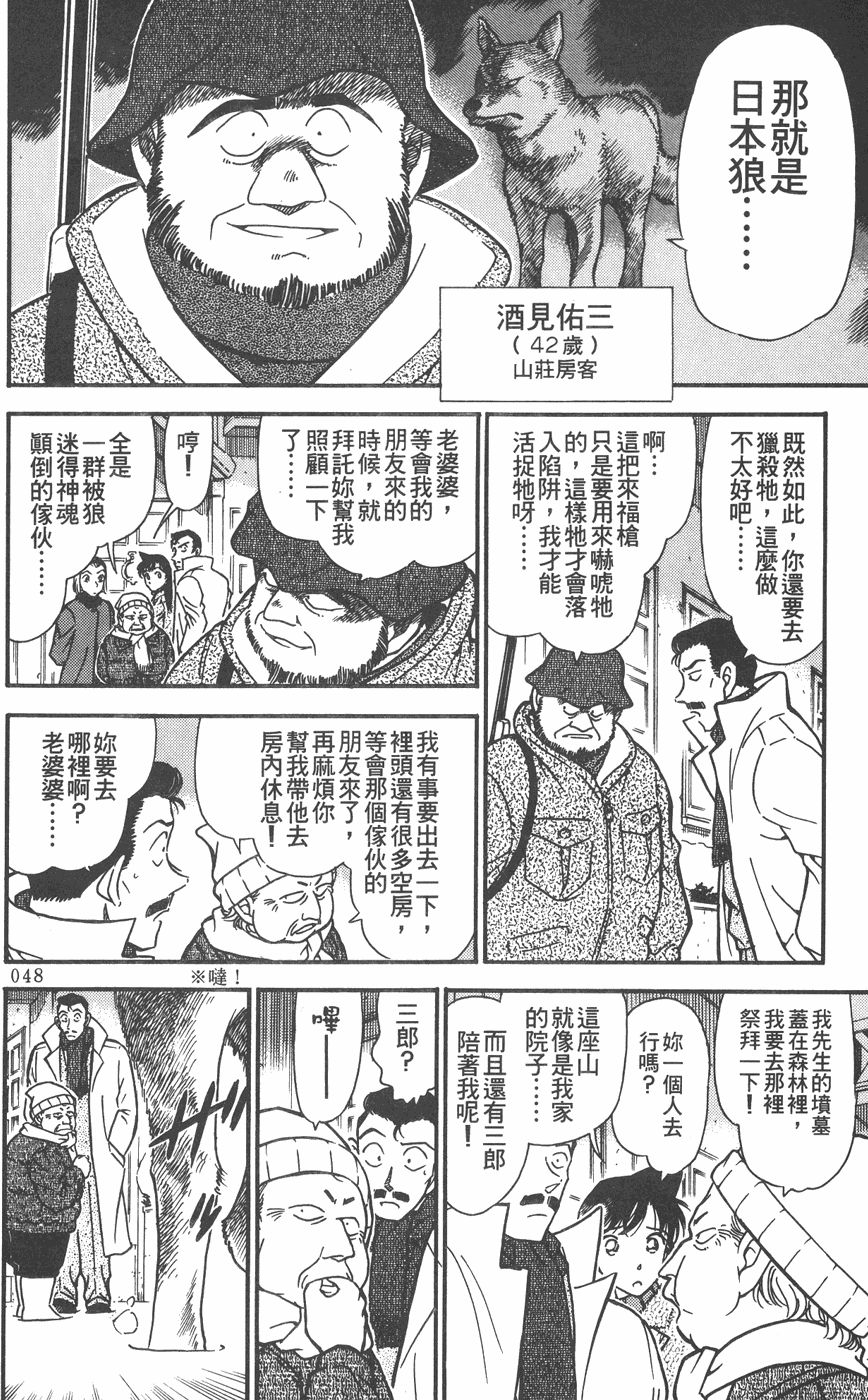 那就是
日本狼……
酒見佑三
(42歲)
山莊房客
既然如此，你還要去
獵殺牠，這麼做
不太好吧……
啊…
這把來福槍
只是要用來嚇唬牠
的，這樣牠才會落
入陷阱，我才能
活捉牠呀…
老婆婆，
等會我的
朋友來的
時候，就
拜託妳幫我
照顧一下
了……
哼！
全是
一群被狼
迷得神魂
顛倒的傢伙……
我有事要出去一下，
裡頭還有很多空房，
等會那個傢伙的
朋友來了，
再麻煩你
幫我帶他去
房內休息！
妳要去
哪裡啊？
老婆婆……
048
※噠！
我先生的墳墓
蓋在森林裡，
我要去那裡
祭拜一下！
妳一個人去
行嗎？
這座山
就像是我家
的院子……
而且還有三郎
陪著我呢！
三郎？
嗶──